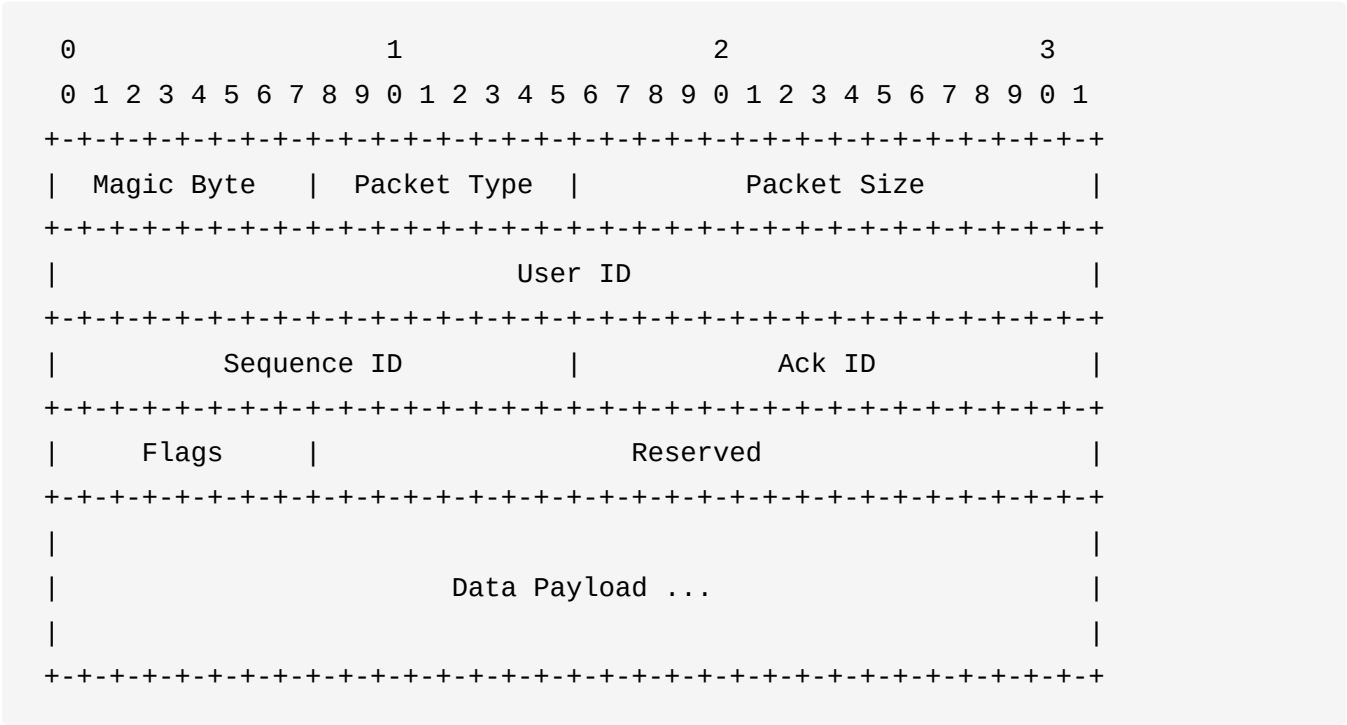 0                   1                   2                   3
 0 1 2 3 4 5 6 7 8 9 0 1 2 3 4 5 6 7 8 9 0 1 2 3 4 5 6 7 8 9 0 1
+-+-+-+-+-+-+-+-+-+-+-+-+-+-+-+-+-+-+-+-+-+-+-+-+-+-+-+-+-+-+-+-+
|  Magic Byte   |  Packet Type  |          Packet Size          |
+-+-+-+-+-+-+-+-+-+-+-+-+-+-+-+-+-+-+-+-+-+-+-+-+-+-+-+-+-+-+-+-+
|                            User ID                            |
+-+-+-+-+-+-+-+-+-+-+-+-+-+-+-+-+-+-+-+-+-+-+-+-+-+-+-+-+-+-+-+-+
|          Sequence ID          |            Ack ID             |
+-+-+-+-+-+-+-+-+-+-+-+-+-+-+-+-+-+-+-+-+-+-+-+-+-+-+-+-+-+-+-+-+
|     Flags     |                   Reserved                    |
+-+-+-+-+-+-+-+-+-+-+-+-+-+-+-+-+-+-+-+-+-+-+-+-+-+-+-+-+-+-+-+-+
|                                                               |
|                        Data Payload ...                       |
|                                                               |
+-+-+-+-+-+-+-+-+-+-+-+-+-+-+-+-+-+-+-+-+-+-+-+-+-+-+-+-+-+-+-+-+